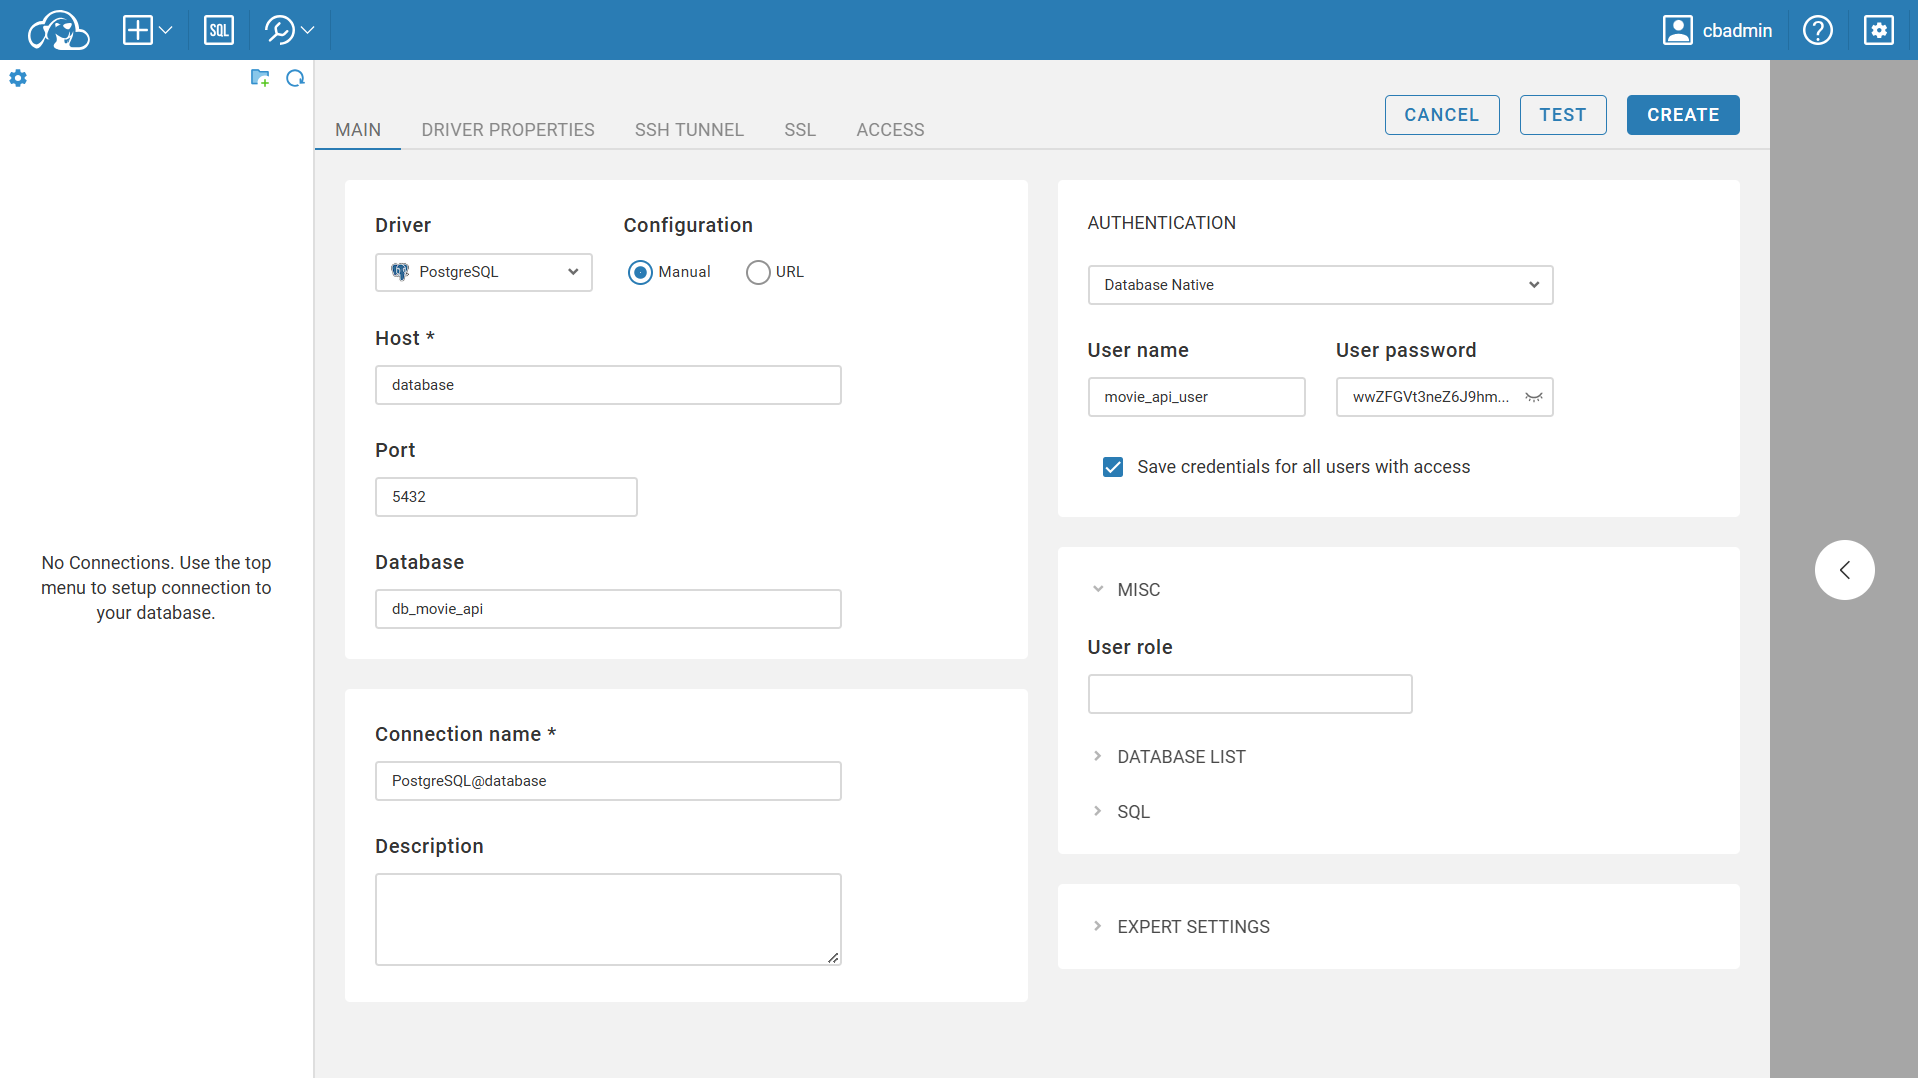 SQL
cbadmin
No Connections. Use the top
menu to setup connection to
your database.
MAIN
DRIVER PROPERTIES
SSH TUNNEL
SSL
ACCESS
CANCEL
TEST
CREATE
Driver
Configuration
PostgreSQL
Manual
URL
Host *
database
Port
5432
Database
db_movie_api
Connection name *
PostgreSQL@database
Description
AUTHENTICATION
Database Native
User name
User password
movie_api_user
wwZFGVt3neZ6J9hm...
Save credentials for all users with access
MISC
User role
DATABASE LIST
SQL
EXPERT SETTINGS